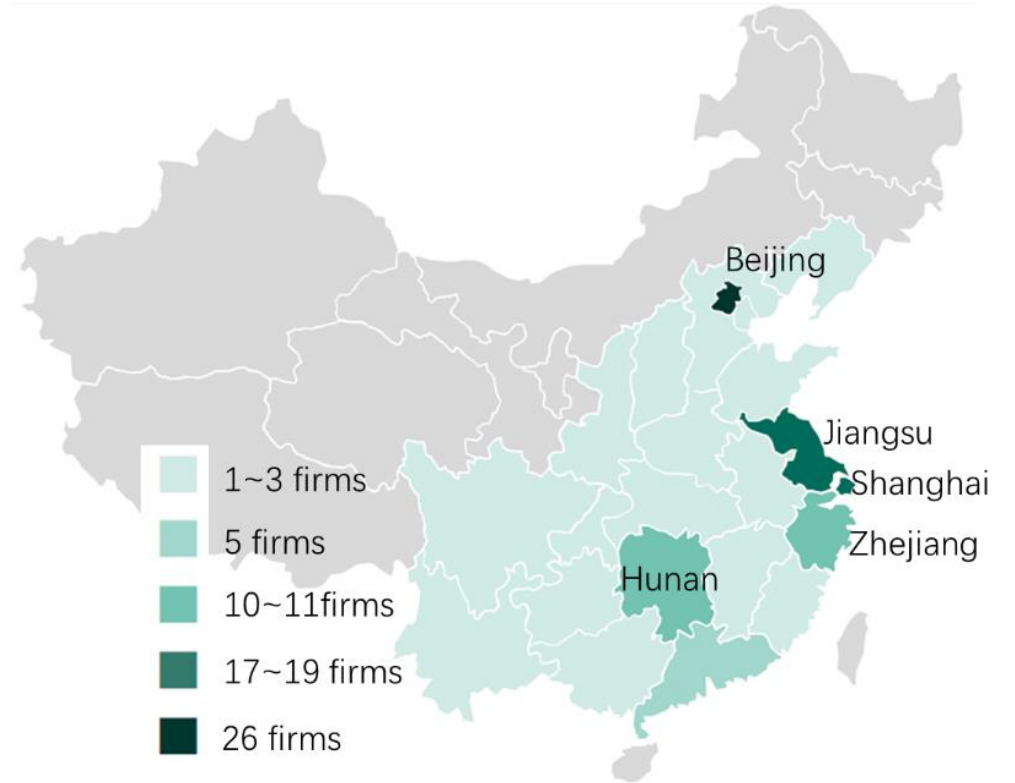 Beijing
Jiangsu
Shanghai
Zhejiang
Hunan
1~3 firms
5 firms
10~11firms
17~19 firms
26 firms